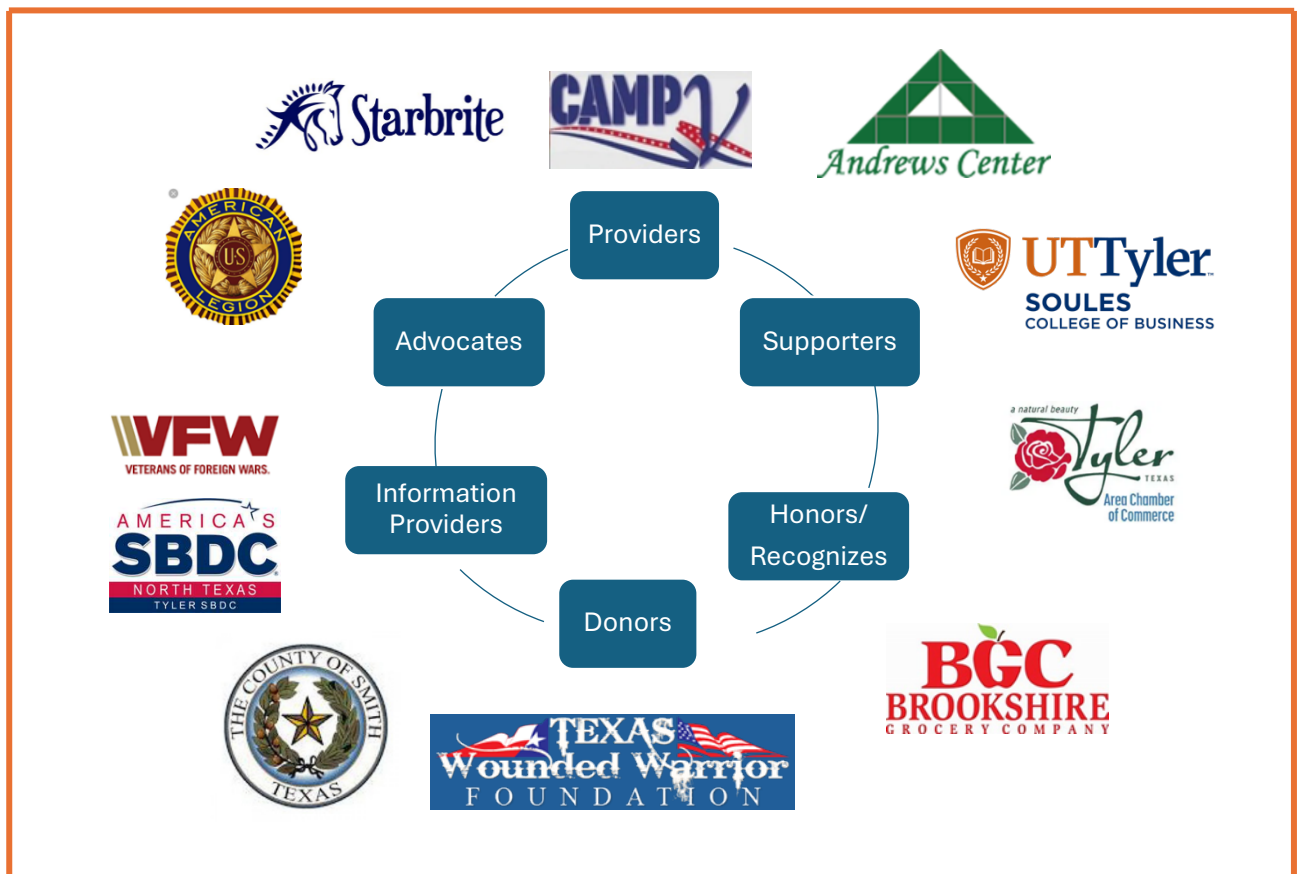 Starbrite
CAMP V
Andrews Center
AMERICAN
U.S
LEGION
Providers
UTTyler™
SOULES
COLLEGE OF BUSINESS
Advocates
Supporters
VFW
VETERANS OF FOREIGN WARS®
a natural beauty
Tyler
TEXAS
Area Chamber
of Commerce
AMERICA'S
SBDC®
NORTH TEXAS
TYLER SBDC
Information
Providers
Honors/
Recognizes
Donors
THE COUNTY OF SMITH
TEXAS
TEXAS
Wounded Warrior
FOUNDATION
BGC
BROOKSHIRE
GROCERY COMPANY